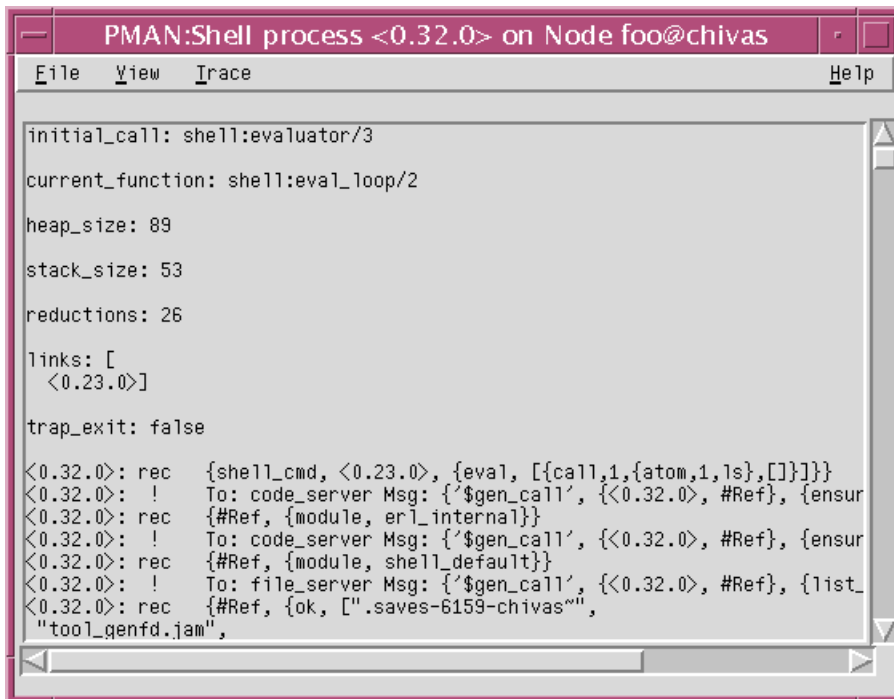 PMAN:Shell process <0.32.0> on Node foo@chivas
File View Trace Help
initial_call: shell:evaluator/3
current_function: shell:eval_loop/2
heap_size: 89
stack_size: 53
reductions: 26
links: [
<0.23.0>]
trap_exit: false
<0.32.0>: rec {shell_cmd, <0.23.0>, {eval, [{call,1,{atom,1,ls},[]}]}}
<0.32.0>: ! To: code_server Msg: {'$gen_call', {<0.32.0>, #Ref}, {ensur
<0.32.0>: rec {#Ref, {module, erl_internal}}
<0.32.0>: ! To: code_server Msg: {'$gen_call', {<0.32.0>, #Ref}, {ensur
<0.32.0>: rec {#Ref, {module, shell_default}}
<0.32.0>: ! To: file_server Msg: {'$gen_call', {<0.32.0>, #Ref}, {list_
<0.32.0>: rec {#Ref, {ok, [".saves-6159-chivas~",
"tool_genfd.jam",